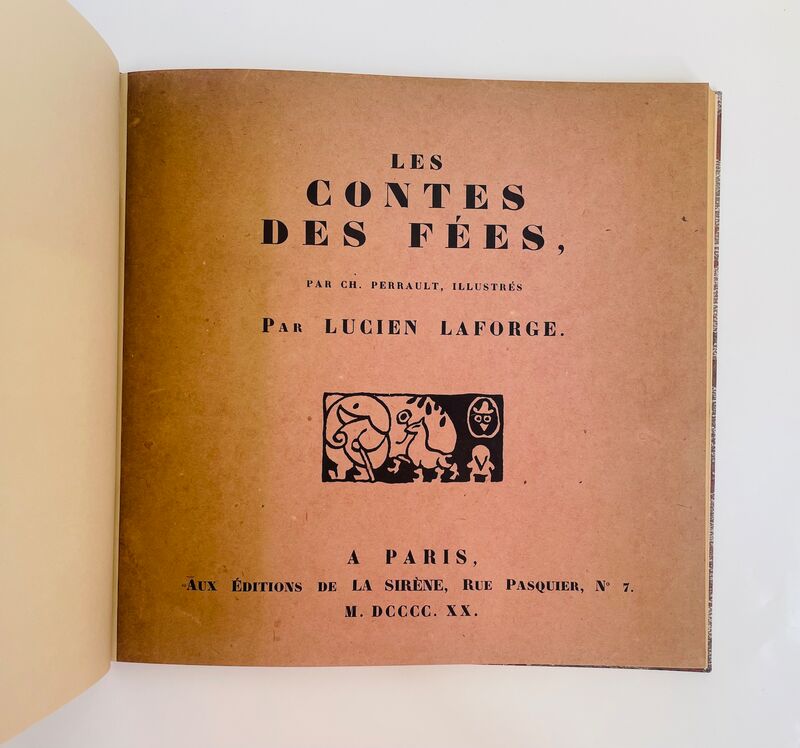 LES
CONTES
DES FÉES,
PAR CH. PERRAULT, ILLUSTRÉS
PAR LUCIEN LAFORGE.
A PARIS,
AUX ÉDITIONS DE LA SIRÈNE, RUE PASQUIER, Nº 7.
M. DCCCC. XX.